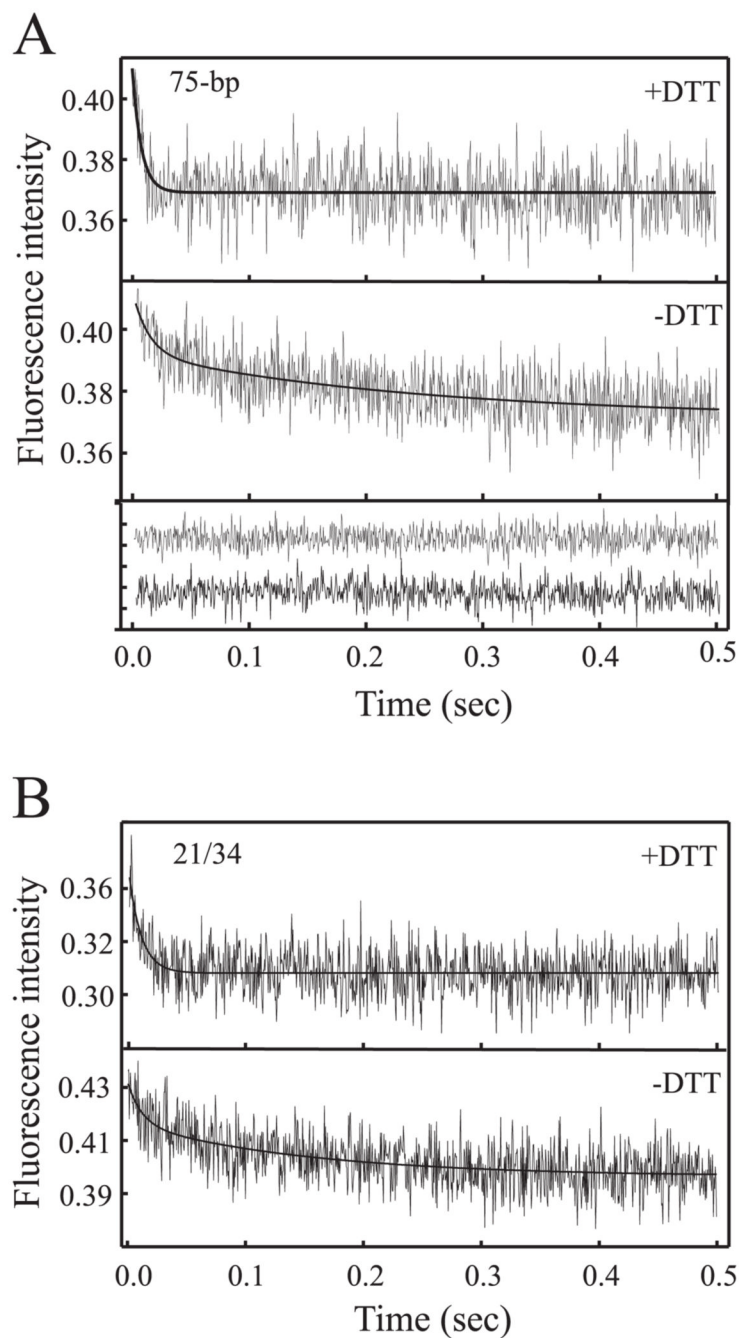 A
75-bp
+DTT
0.40
0.38
0.36
-DTT
0.40
0.38
0.36
Fluorescence intensity
0.0 0.1 0.2 0.3 0.4 0.5
Time (sec)
B
21/34
+DTT
0.36
0.32
0.30
-DTT
0.43
0.41
0.39
Fluorescence intensity
0.0 0.1 0.2 0.3 0.4 0.5
Time (sec)